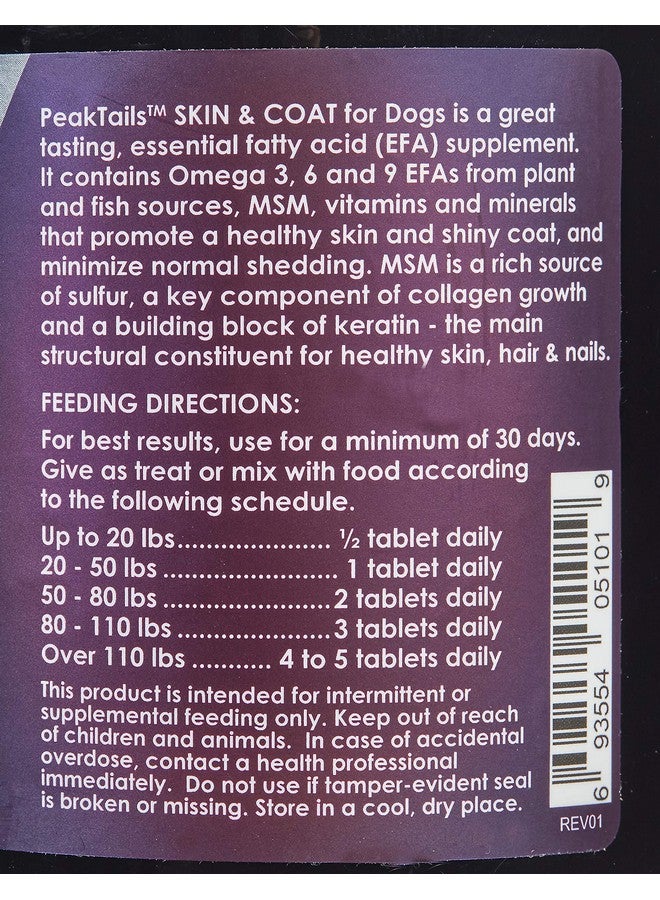 PeakTails™ SKIN & COAT for Dogs is a great
tasting, essential fatty acid (EFA) supplement.
It contains Omega 3, 6 and 9 EFAs from plant
and fish sources, MSM, vitamins and minerals
that promote a healthy skin and shiny coat, and
minimize normal shedding. MSM is a rich source
of sulfur, a key component of collagen growth
and a building block of keratin - the main
structural constituent for healthy skin, hair & nails.
FEEDING DIRECTIONS:
For best results, use for a minimum of 30 days.
Give as treat or mix with food according
to the following schedule.
Up to 20 lbs....................... ½ tablet daily
20 - 50 lbs .......................... 1 tablet daily
50 - 80 lbs .........................2 tablets daily
80 - 110 lbs .......................3 tablets daily
Over 110 lbs ............ 4 to 5 tablets daily
This product is intended for intermittent or
supplemental feeding only. Keep out of reach
of children and animals. In case of accidental
overdose, contact a health professional
immediately. Do not use if tamper-evident seal
is broken or missing. Store in a cool, dry place.
6 93554 05101 9
REV01